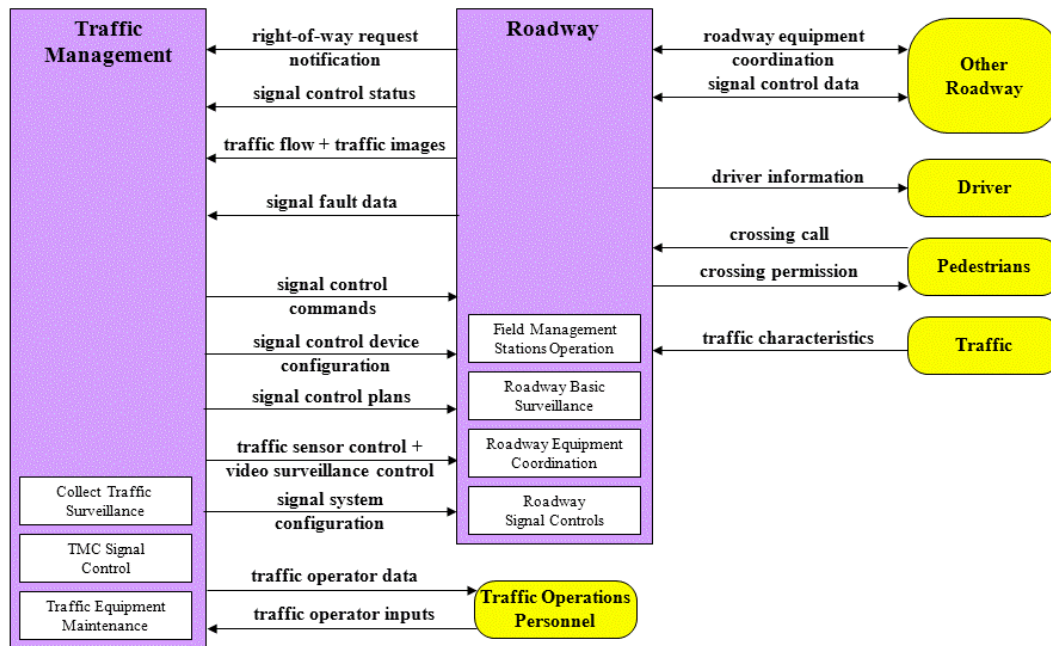 Traffic
Management
Roadway
right-of-way request
notification
signal control status
traffic flow + traffic images
signal fault data
signal control
commands
signal control device
configuration
signal control plans
traffic sensor control +
video surveillance control
signal system
configuration
traffic operator data
traffic operator inputs
Collect Traffic
Surveillance
TMC Signal
Control
Traffic Equipment
Maintenance
Field Management
Stations Operation
Roadway Basic
Surveillance
Roadway Equipment
Coordination
Roadway
Signal Controls
Traffic Operations
Personnel
roadway equipment
coordination
signal control data
driver information
crossing call
crossing permission
traffic characteristics
Other
Roadway
Driver
Pedestrians
Traffic